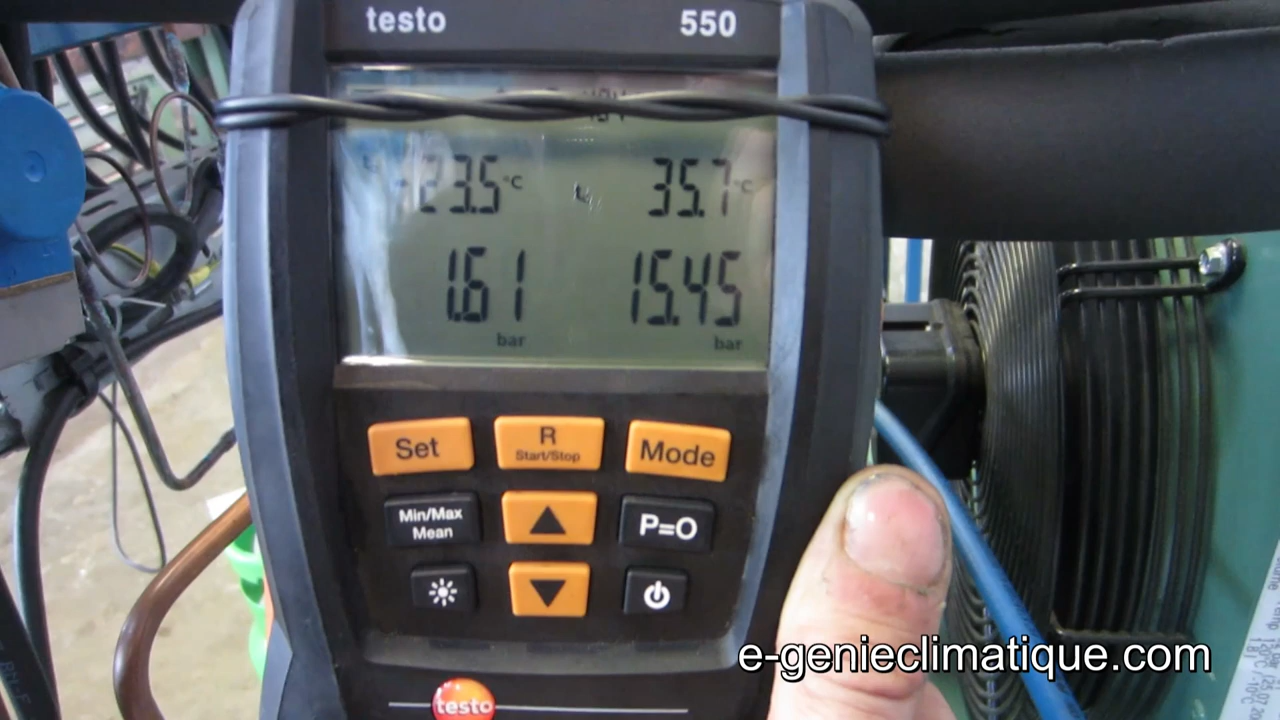 testo 550
-23.5 °C 35.7 °C
1.61 15.45
bar bar
Set R Mode
Start/Stop
Min/Max ▲ P=O
Mean
▼
testo
e-genieclimatique.com